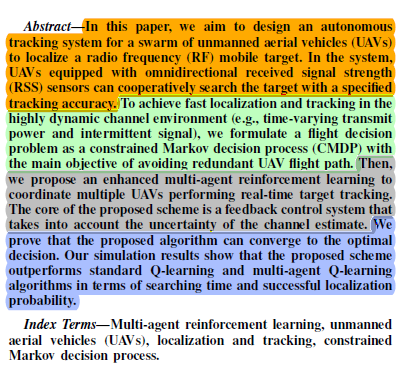 Abstract—In this paper, we aim to design an autonomous
tracking system for a swarm of unmanned aerial vehicles (UAVs)
to localize a radio frequency (RF) mobile target. In the system,
UAVs equipped with omnidirectional received signal strength
(RSS) sensors can cooperatively search the target with a specified
tracking accuracy. To achieve fast localization and tracking in the
highly dynamic channel environment (e.g., time-varying transmit
power and intermittent signal), we formulate a flight decision
problem as a constrained Markov decision process (CMDP) with
the main objective of avoiding redundant UAV flight path. Then,
we propose an enhanced multi-agent reinforcement learning to
coordinate multiple UAVs performing real-time target tracking.
The core of the proposed scheme is a feedback control system that
takes into account the uncertainty of the channel estimate. We
prove that the proposed algorithm can converge to the optimal
decision. Our simulation results show that the proposed scheme
outperforms standard Q-learning and multi-agent Q-learning
algorithms in terms of searching time and successful localization
probability.
Index Terms—Multi-agent reinforcement learning, unmanned
aerial vehicles (UAVs), localization and tracking, constrained
Markov decision process.